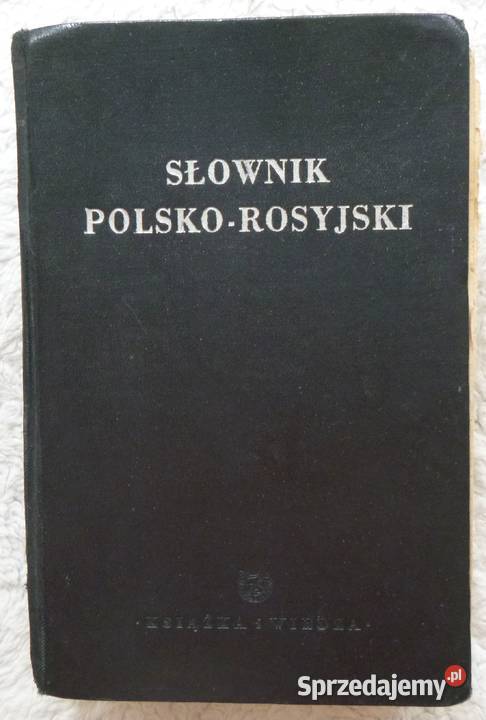 SŁOWNIK
POLSKO-ROSYJSKI
·KSIĄŻKA i WIEDZA·
Sprzedajemy.pl